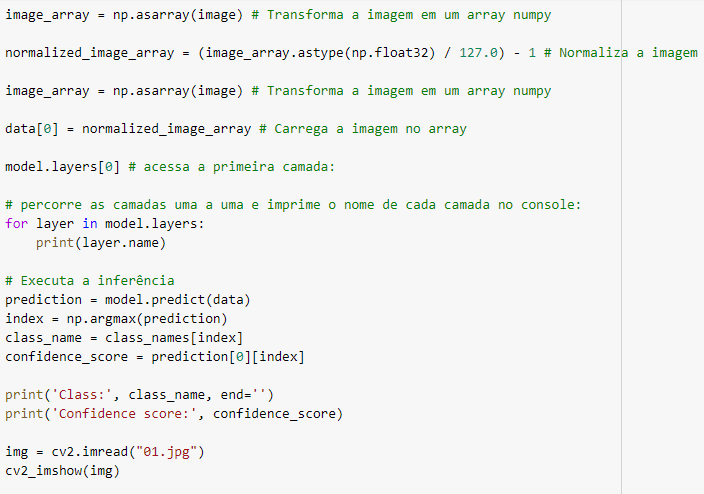 image_array = np.asarray(image) # Transforma a imagem em um array numpy
normalized_image_array = (image_array.astype(np.float32) / 127.0) - 1 # Normaliza a imagem
image_array = np.asarray(image) # Transforma a imagem em um array numpy
data[0] = normalized_image_array # Carrega a imagem no array
model.layers[0] # acessa a primeira camada:
# percorre as camadas uma a uma e imprime o nome de cada camada no console:
for layer in model.layers:
    print(layer.name)
# Executa a inferência
prediction = model.predict(data)
index = np.argmax(prediction)
class_name = class_names[index]
confidence_score = prediction[0][index]
print('Class:', class_name, end='')
print('Confidence score:', confidence_score)
img = cv2.imread("01.jpg")
cv2_imshow(img)